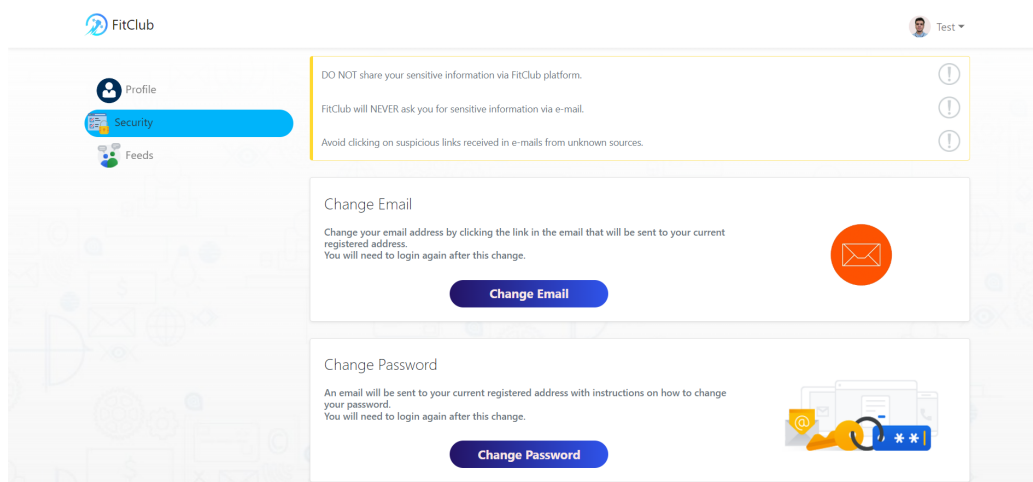 FitClub
Test
Profile
Security
Feeds
DO NOT share your sensitive information via FitClub platform.
FitClub will NEVER ask you for sensitive information via e-mail.
Avoid clicking on suspicious links received in e-mails from unknown sources.
Change Email
Change your email address by clicking the link in the email that will be sent to your current
registered address.
You will need to login again after this change.
Change Email
Change Password
An email will be sent to your current registered address with instructions on how to change
your password.
You will need to login again after this change.
Change Password